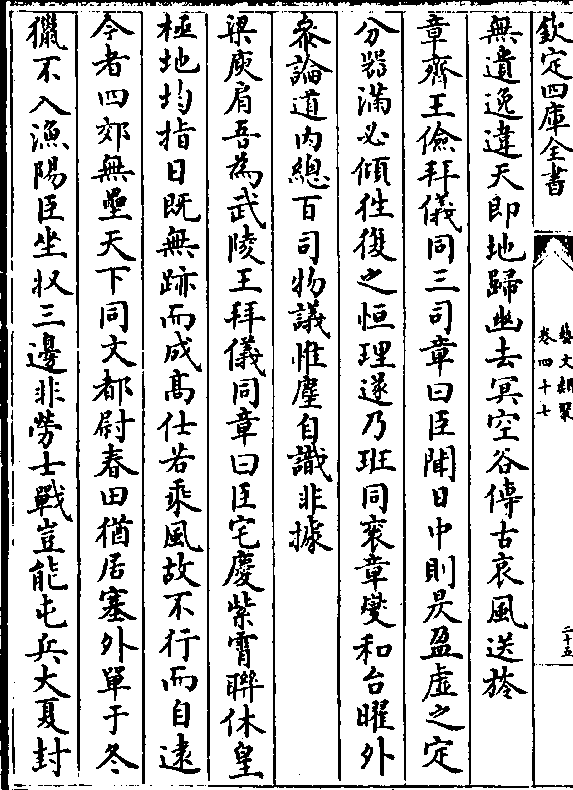 欽定四庫全書
藝文類聚
卷四十七
二十五
無遺逸違天即地歸幽去冥空谷傳古哀風送旍
章齊王儉拜儀同三司章曰臣聞日中則昃盈虛之定
分器滿必傾徃復之恒理遂乃班同衮章爕和台曜外
叅論道内總百司物議惟塵自識非據
梁庾肩吾為武陵王拜儀同章曰臣宅慶紫霄聯休皇
極地均指日既無跡而成髙仕若乘風故不行而自逺
今者四郊無壘天下同文都尉春田猶居塞外單于冬
獵不入漁陽臣坐収三邊非勞士戰豈能屯兵大夏封